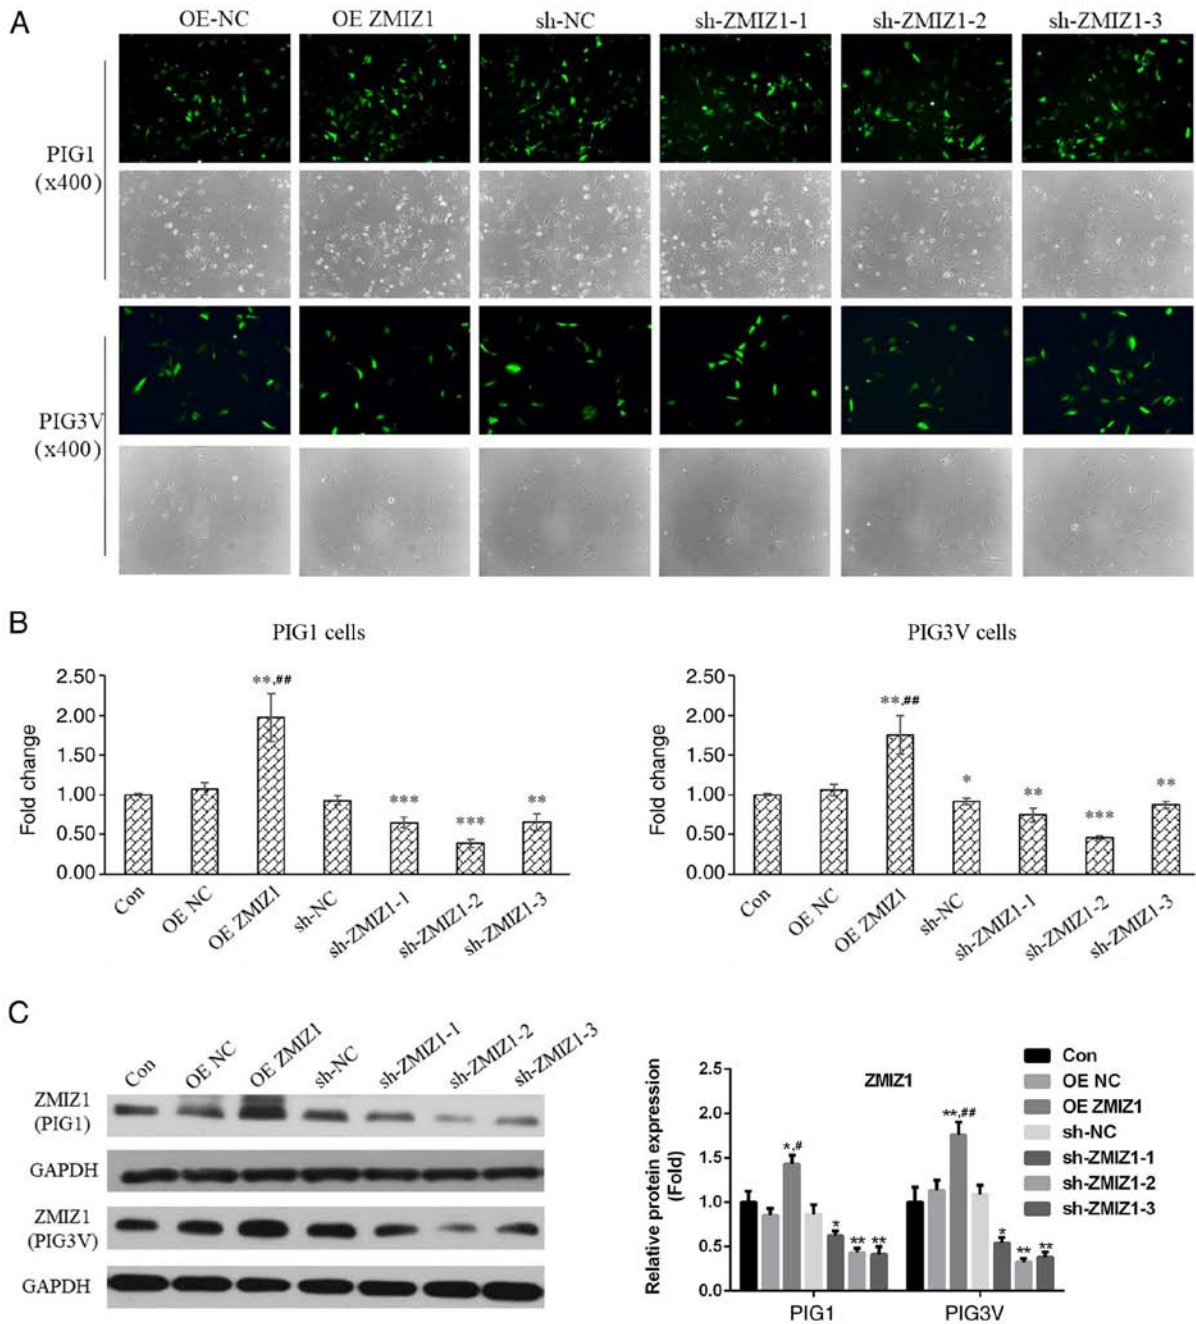 A
OE-NC OE ZMIZ1 sh-NC sh-ZMIZ1-1 sh-ZMIZ1-2 sh-ZMIZ1-3
PIG1
(x400)
PIG3V
(x400)
B
PIG1 cells
Fold change
2.50
2.00
1.50
1.00
0.50
0.00
**,##
***
***
**
Con OE NC OE ZMIZ1 sh-NC sh-ZMIZ1-1 sh-ZMIZ1-2 sh-ZMIZ1-3
PIG3V cells
Fold change
2.50
2.00
1.50
1.00
0.50
0.00
**,##
*
**
***
**
Con OE NC OE ZMIZ1 sh-NC sh-ZMIZ1-1 sh-ZMIZ1-2 sh-ZMIZ1-3
C
Con OE NC OE ZMIZ1 sh-NC sh-ZMIZ1-1 sh-ZMIZ1-2 sh-ZMIZ1-3
ZMIZ1
(PIG1)
GAPDH
ZMIZ1
(PIG3V)
GAPDH
ZMIZ1
Relative protein expression
(Fold)
2.5
2.0
1.5
1.0
0.5
0.0
*,#
*
**
**
**,##
*
**
**
PIG1 PIG3V
Con
OE NC
OE ZMIZ1
sh-NC
sh-ZMIZ1-1
sh-ZMIZ1-2
sh-ZMIZ1-3